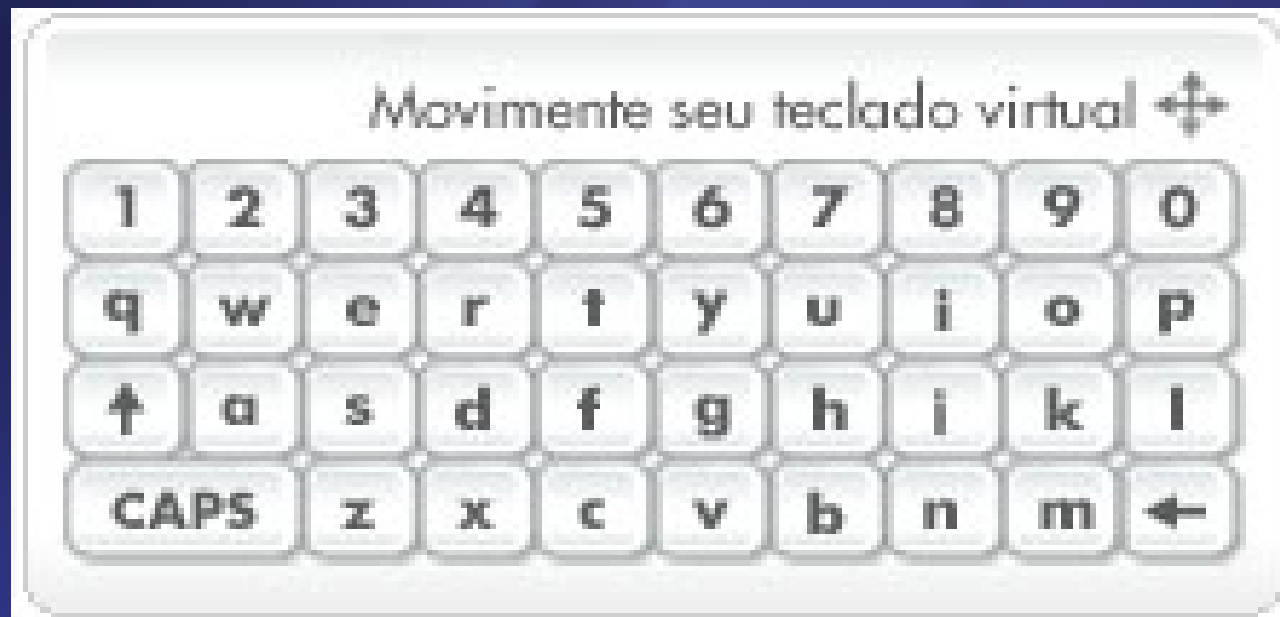 Movimente seu teclado virtual
1 2 3 4 5 6 7 8 9 0
q w e r t y u i o p
a s d f g h i k l
CAPS z x c v b n m